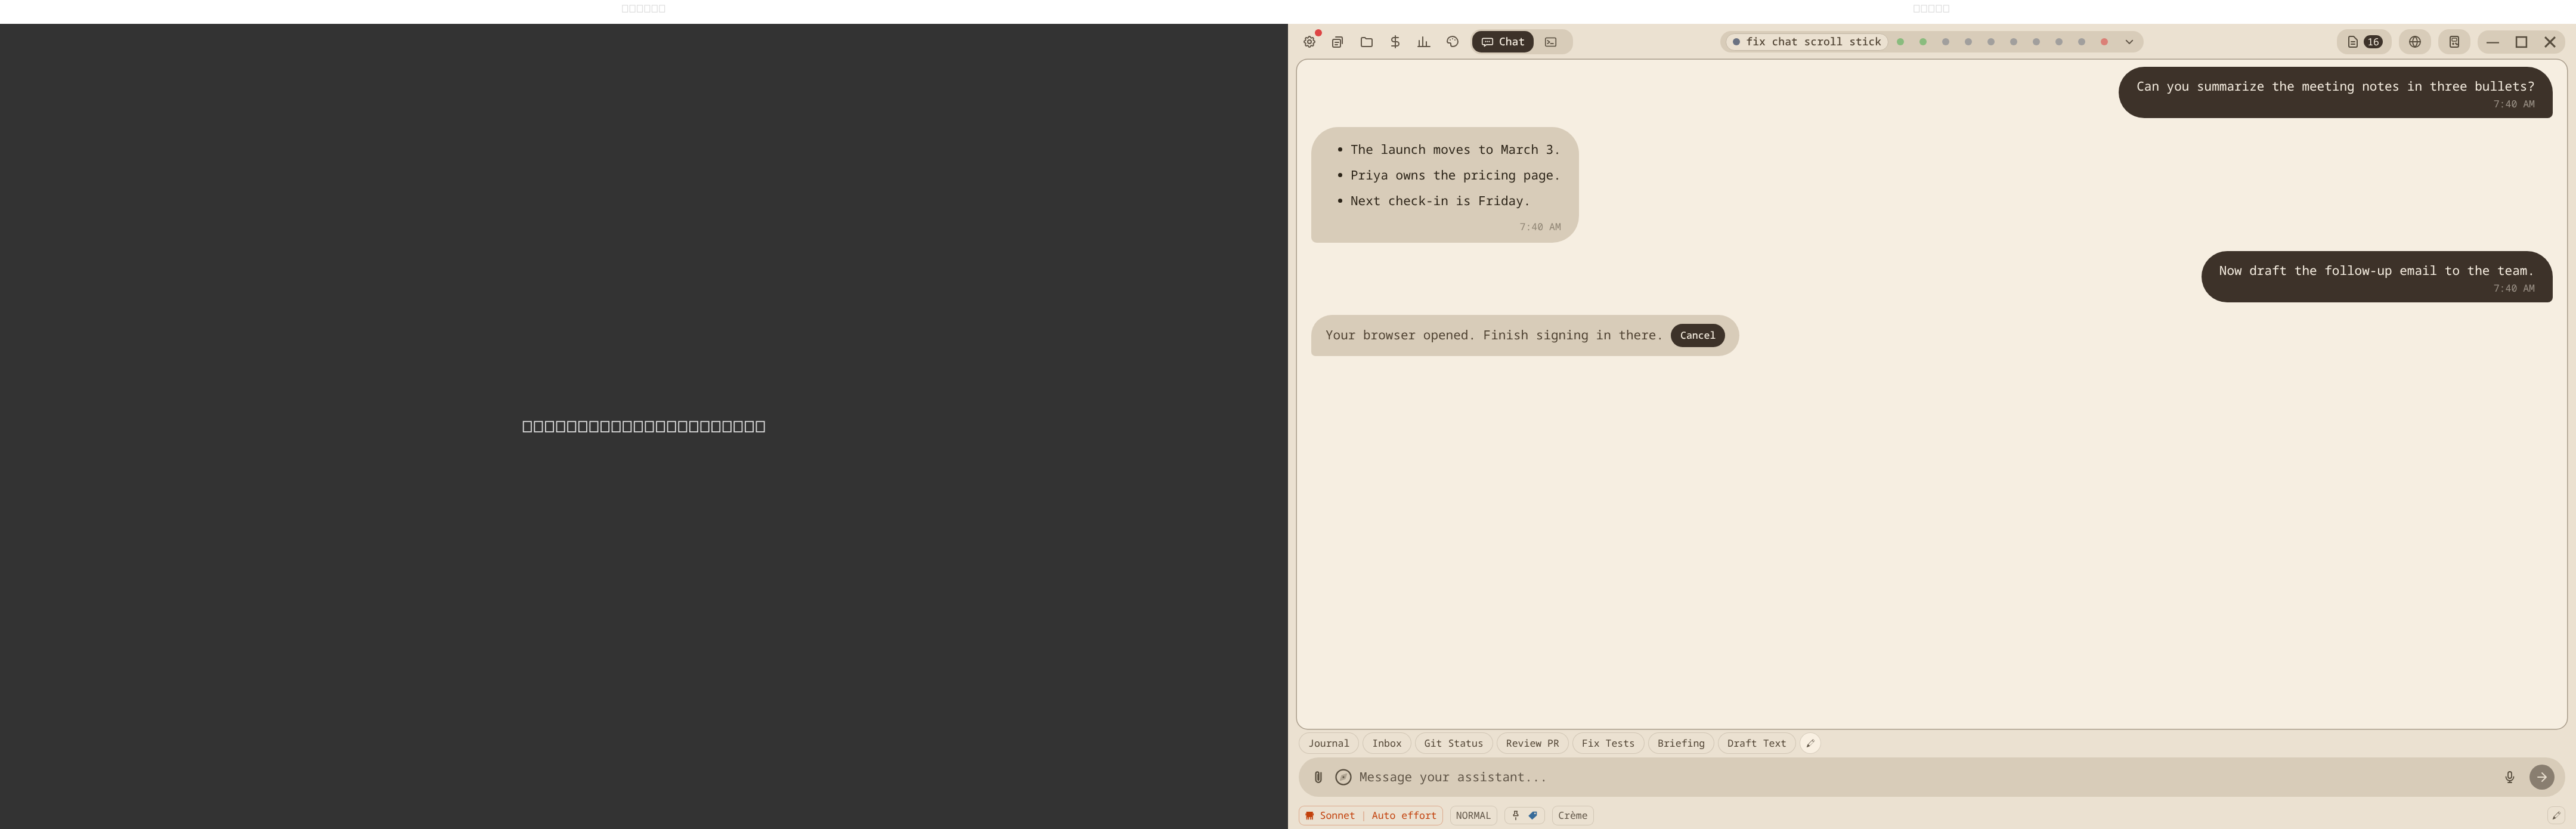 Chat
fix chat scroll stick
16
Can you summarize the meeting notes in three bullets?
7:40 AM
• The launch moves to March 3.
• Priya owns the pricing page.
• Next check-in is Friday.
7:40 AM
Now draft the follow-up email to the team.
7:40 AM
Your browser opened. Finish signing in there. Cancel
Journal Inbox Git Status Review PR Fix Tests Briefing Draft Text
Message your assistant...
Sonnet | Auto effort NORMAL Crème